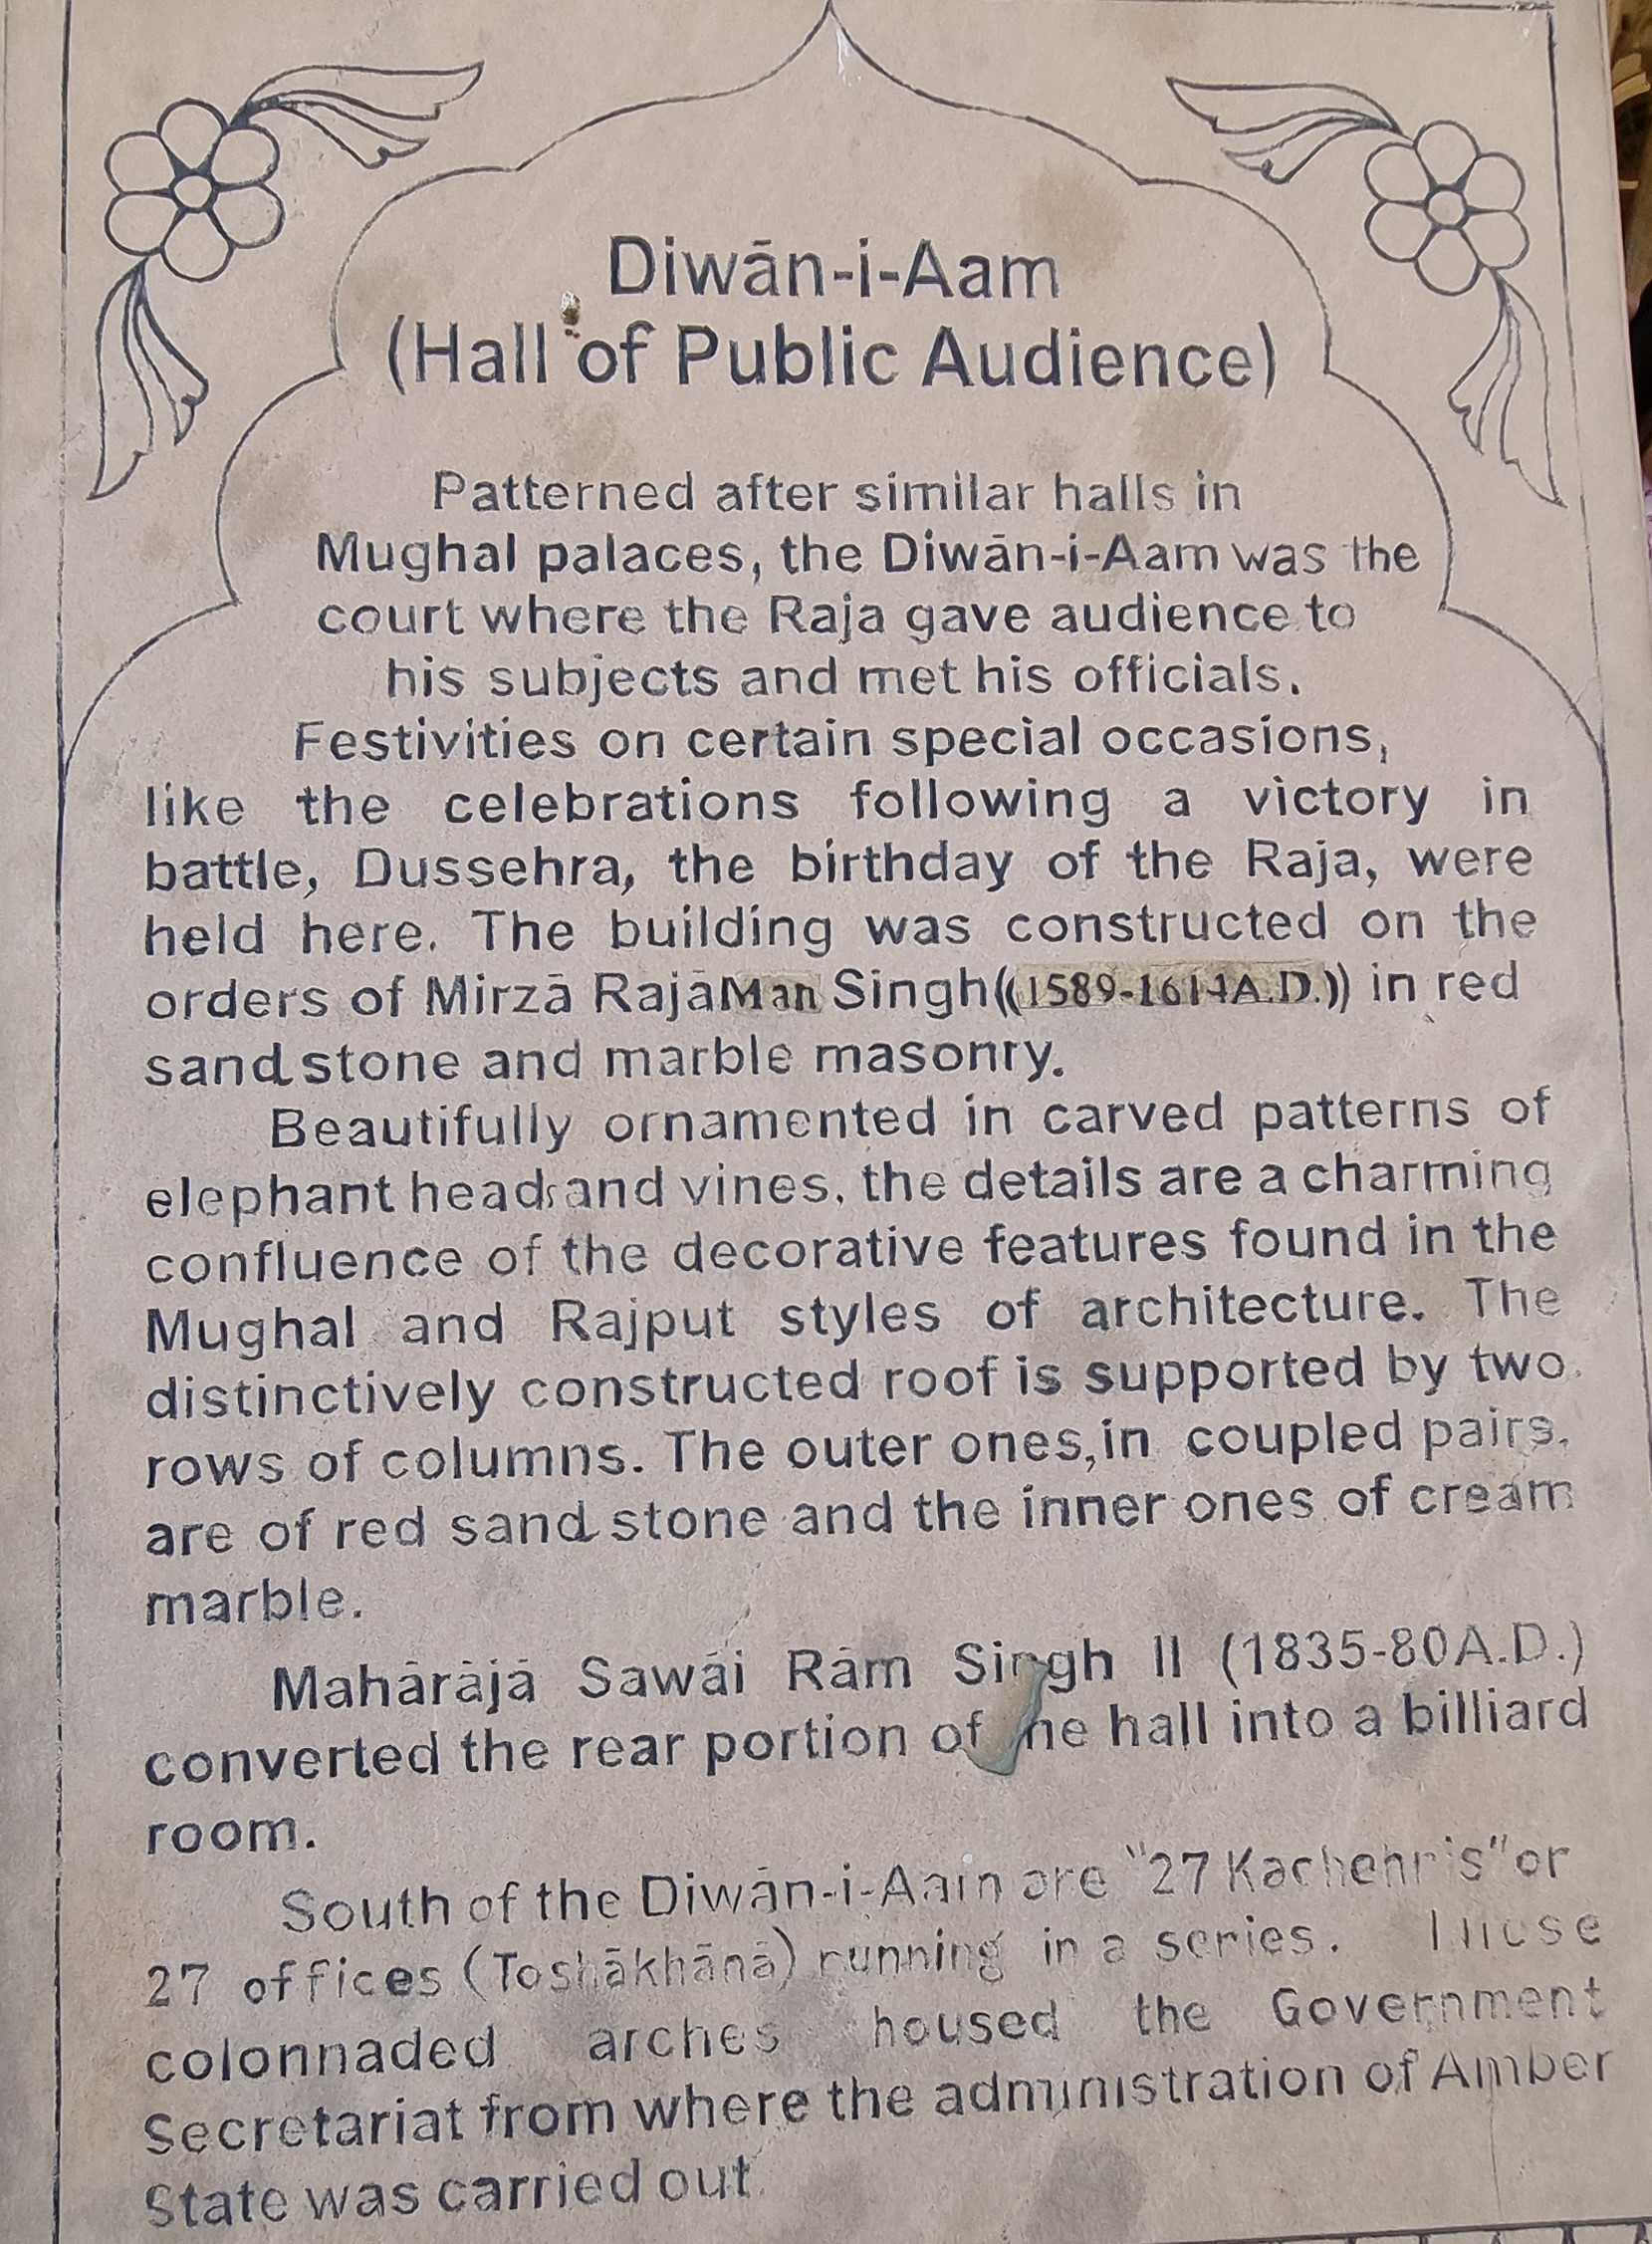 Diwān-i-Aam
(Hall of Public Audience)
Patterned after similar halls in
Mughal palaces, the Diwān-i-Aam was the
court where the Raja gave audience to
his subjects and met his officials.
Festivities on certain special occasions,
like the celebrations following a victory in
battle, Dussehra, the birthday of the Raja, were
held here. The building was constructed on the
orders of Mirzā Rajā Man Singh((1589-1614A.D.)) in red
sandstone and marble masonry.
Beautifully ornamented in carved patterns of
elephant heads and vines, the details are a charming
confluence of the decorative features found in the
Mughal and Rajput styles of architecture. The
distinctively constructed roof is supported by two
rows of columns. The outer ones, in coupled pairs,
are of red sandstone and the inner ones of cream
marble.
Mahārājā Sawāi Rām Singh II (1835-80A.D.)
converted the rear portion of the hall into a billiard
room.
South of the Diwān-i-Aam are "27 Kachehri's" or
27 offices (Toshākhānā) running in a series. These
colonnaded arches housed the Government
Secretariat from where the administration of Amber
State was carried out.